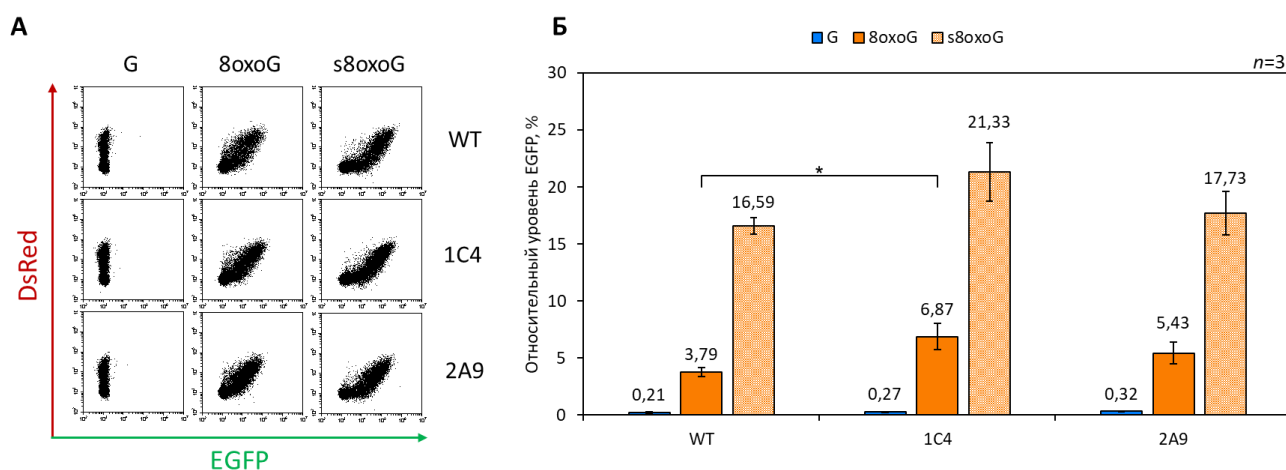 А
G 8oxoG s8oxoG
WT
1C4
2A9
DsRed
EGFP
Б
G 8oxoG s8oxoG
n=3
Относительный уровень EGFP, %
30
25
20
15
10
5
0
0,21
3,79
16,59
*
0,27
6,87
21,33
0,32
5,43
17,73
WT 1C4 2A9